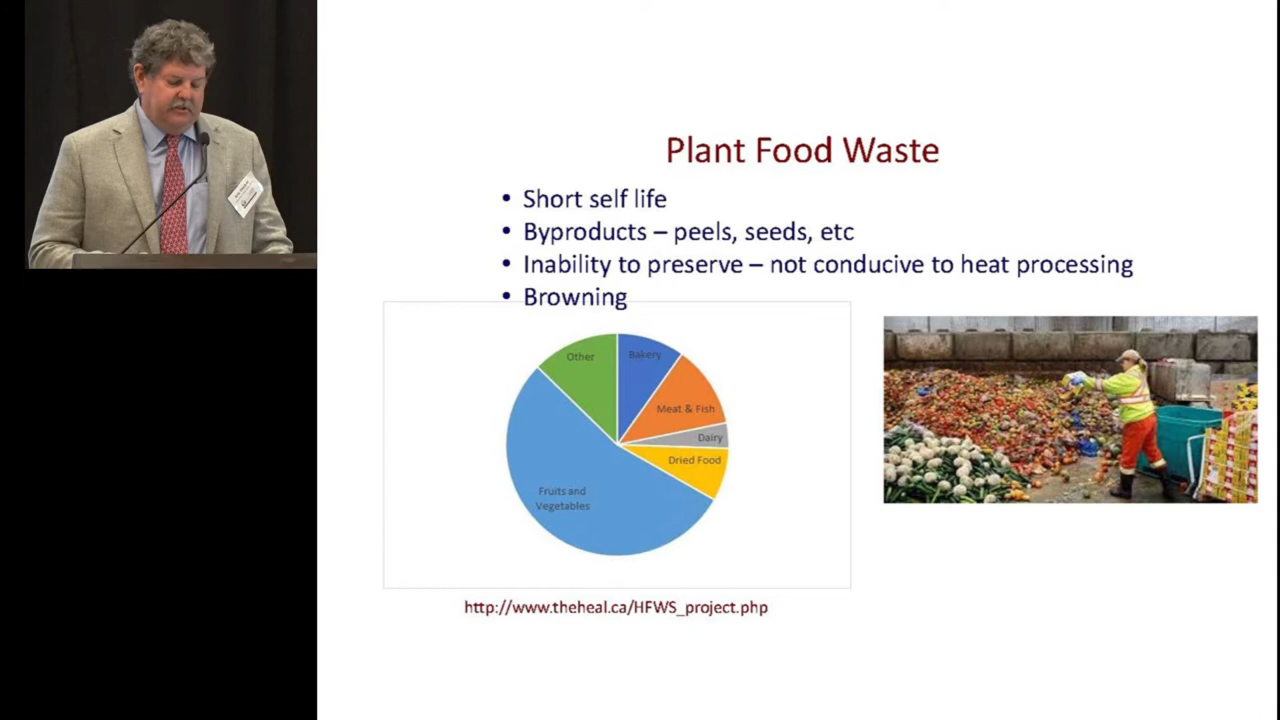 Plant Food Waste
• Short self life
• Byproducts – peels, seeds, etc
• Inability to preserve – not conducive to heat processing
• Browning
Other
Bakery
Meat & Fish
Dairy
Dried Food
Fruits and
Vegetables
http://www.theheal.ca/HFWS_project.php